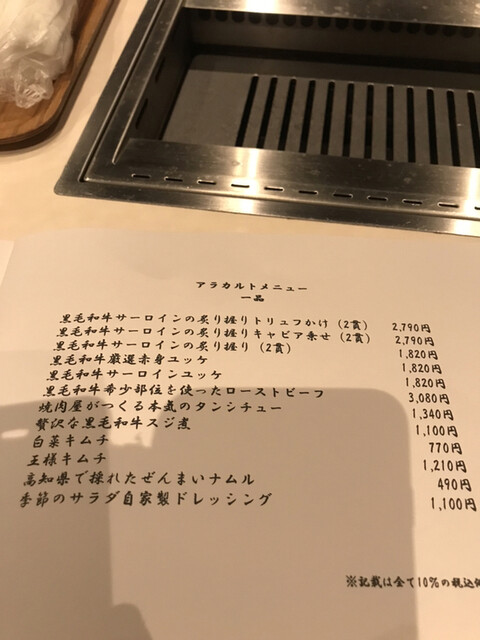 アラカルトメニュー
一品
黒毛和牛サーロインの炙り握りトリュフかけ(2貫) 2,790円
黒毛和牛サーロインの炙り握りキャビア乗せ(2貫) 2,790円
黒毛和牛サーロインの炙り握り(2貫) 1,820円
黒毛和牛厳選赤身ユッケ 1,820円
黒毛和牛サーロインユッケ 1,820円
黒毛和牛希少部位を使ったローストビーフ 3,080円
焼肉屋がつくる本気のタンシチュー 1,340円
贅沢な黒毛和牛スジ煮 1,100円
白菜キムチ 770円
王様キムチ 1,210円
高知県で採れたぜんまいナムル 490円
季節のサラダ自家製ドレッシング 1,100円
※記載は全て10%の税込